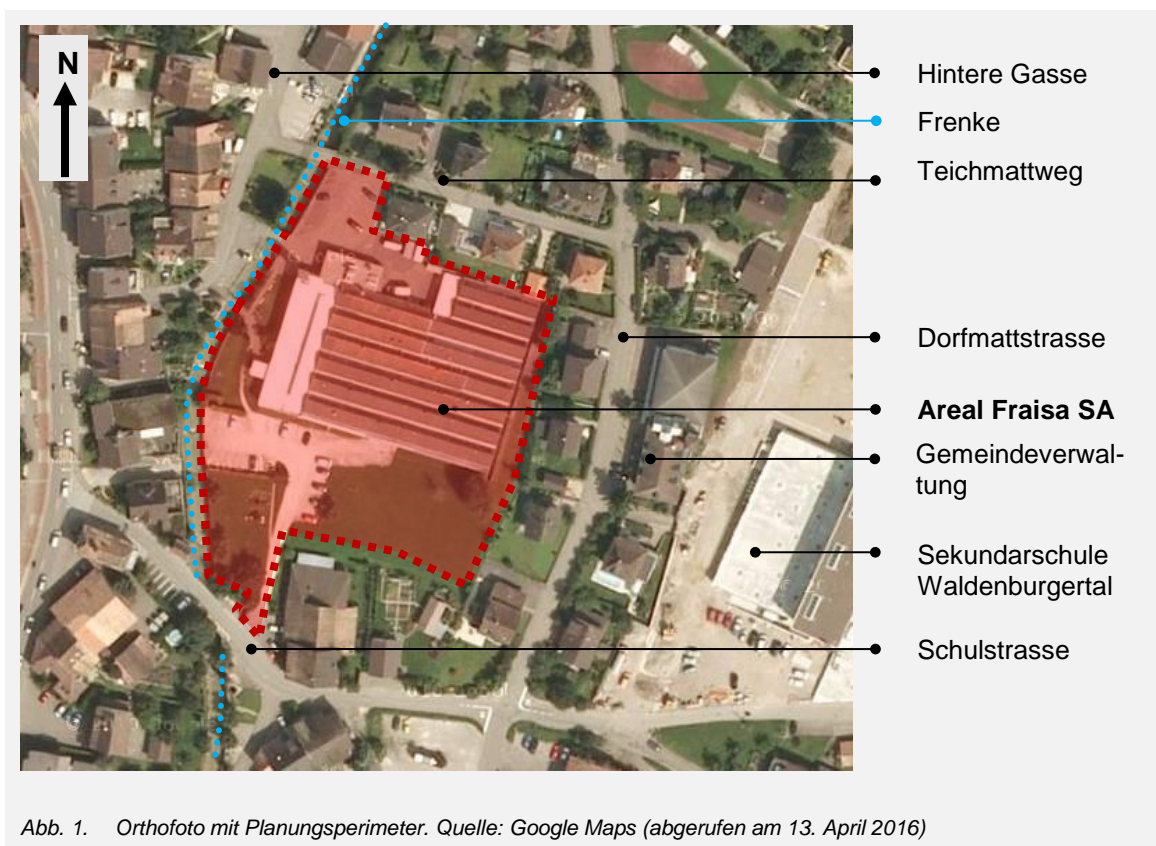 N
Hintere Gasse
Frenke
Teichmattweg
Dorfmattstrasse
Areal Fraisa SA
Gemeindeverwal-
tung
Sekundarschule
Waldenburgertal
Schulstrasse
Abb. 1. Orthofoto mit Planungsperimeter. Quelle: Google Maps (abgerufen am 13. April 2016)